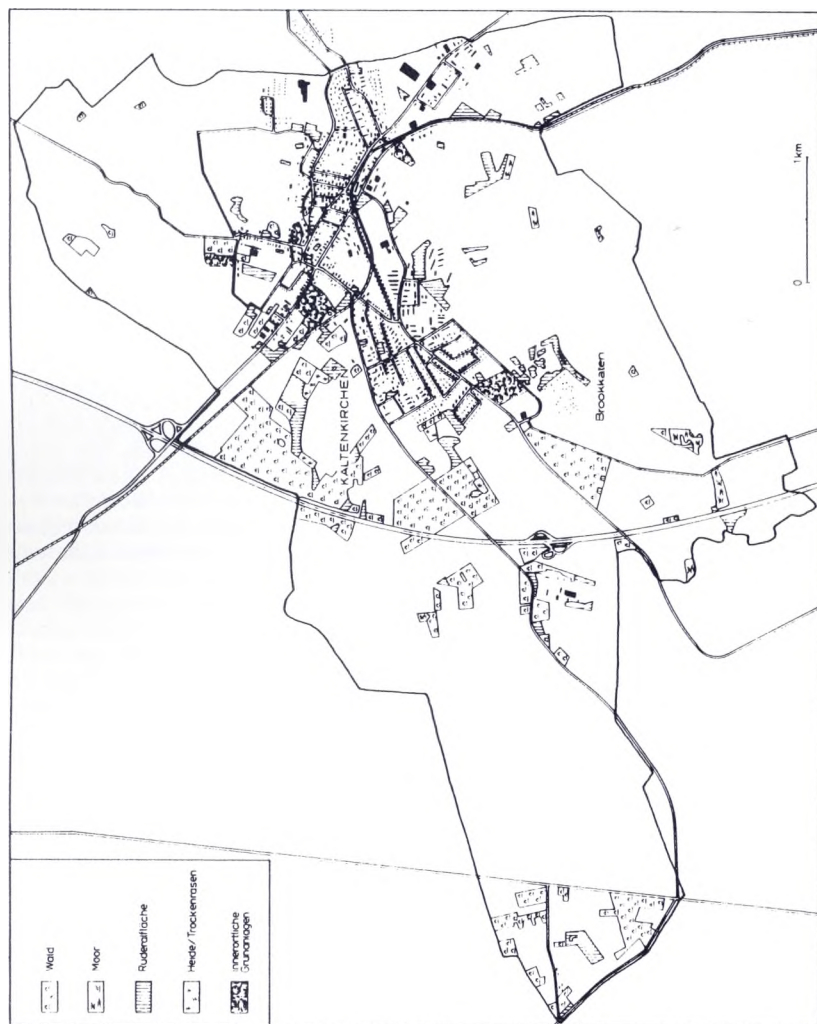 Wald
Moor
Ruderalfläche
Heide/Trockenrasen
Innerörtliche
Grünanlagen
KALTENKIRCHEN
Brookkaten
0 1 km